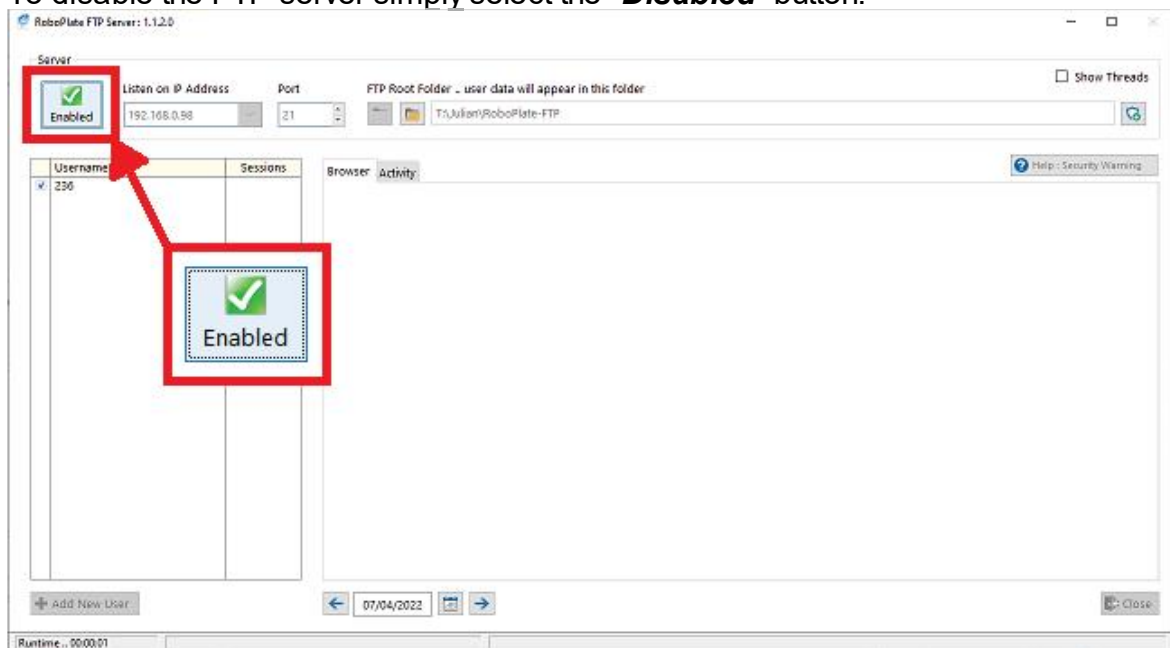 To disable the FTP server simply select the "Disabled" button.
RoboPlate FTP Server: 1.1.2.0
Server
Show Threads
Listen on IP Address Port FTP Root Folder .. user data will appear in this folder
Enabled 192.168.0.98 21 T:\Julian\RoboPlate-FTP
Username Sessions Browser Activity Help : Security Warning
236
Enabled
Add New User 07/04/2022 Close
Runtime .. 00:00:01